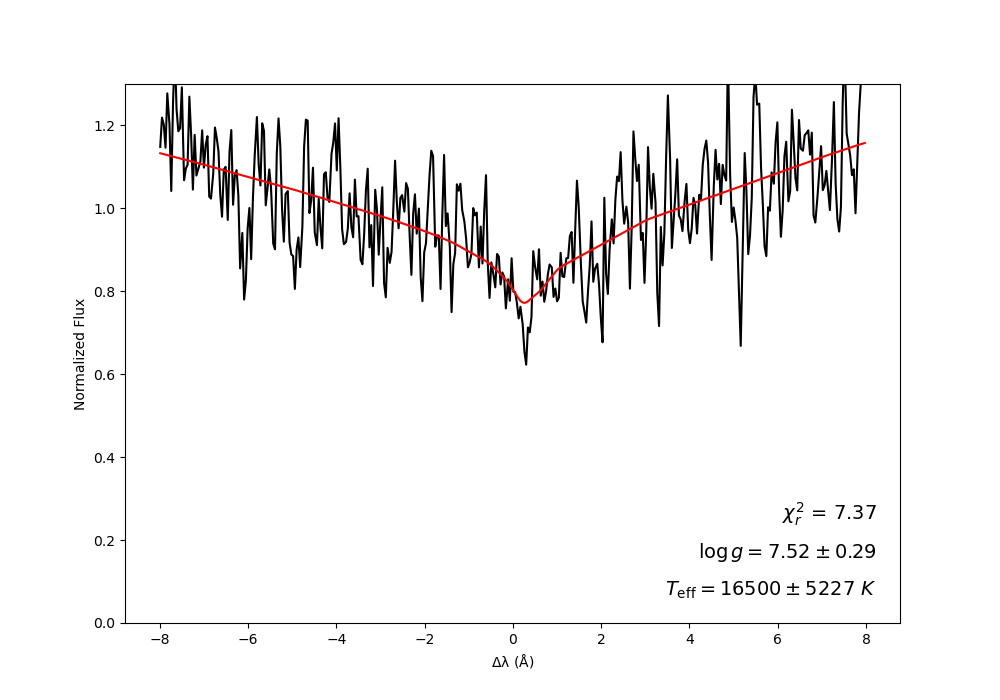 1.2
1.0
0.8
0.6
0.4
0.2
0.0
Normalized Flux
χ²ᵣ = 7.37
log g = 7.52 ± 0.29
T_eff = 16500 ± 5227 K
−8 −6 −4 −2 0 2 4 6 8
Δλ (Å)